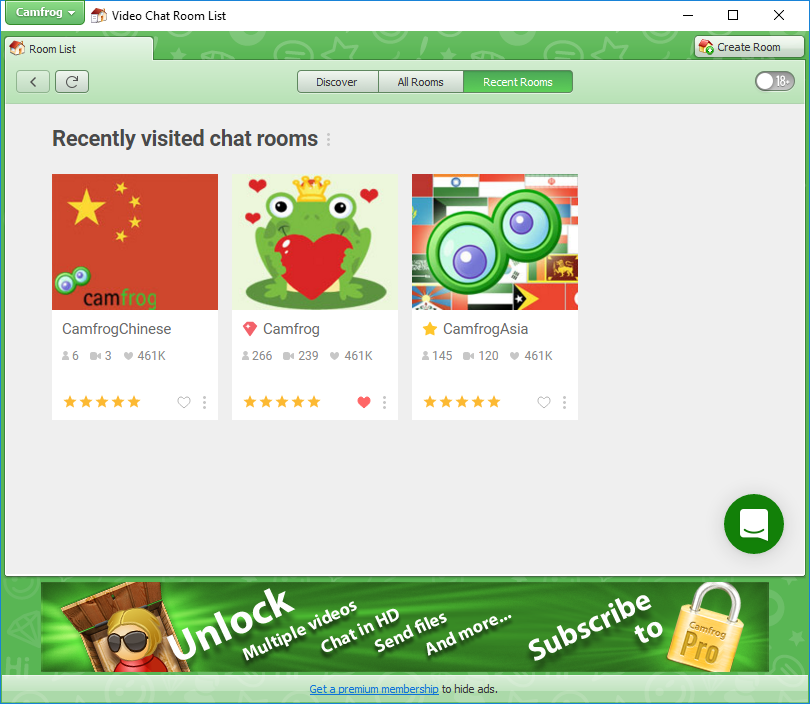 Camfrog
Video Chat Room List
Room List
Create Room
Discover
All Rooms
Recent Rooms
18+
Recently visited chat rooms
camfrog
CamfrogChinese
6 3 461K
Camfrog
266 239 461K
CamfrogAsia
145 120 461K
Unlock
Multiple videos
Chat in HD
Send files
And more...
Subscribe
to
Camfrog
Pro
Hi
Get a premium membership to hide ads.